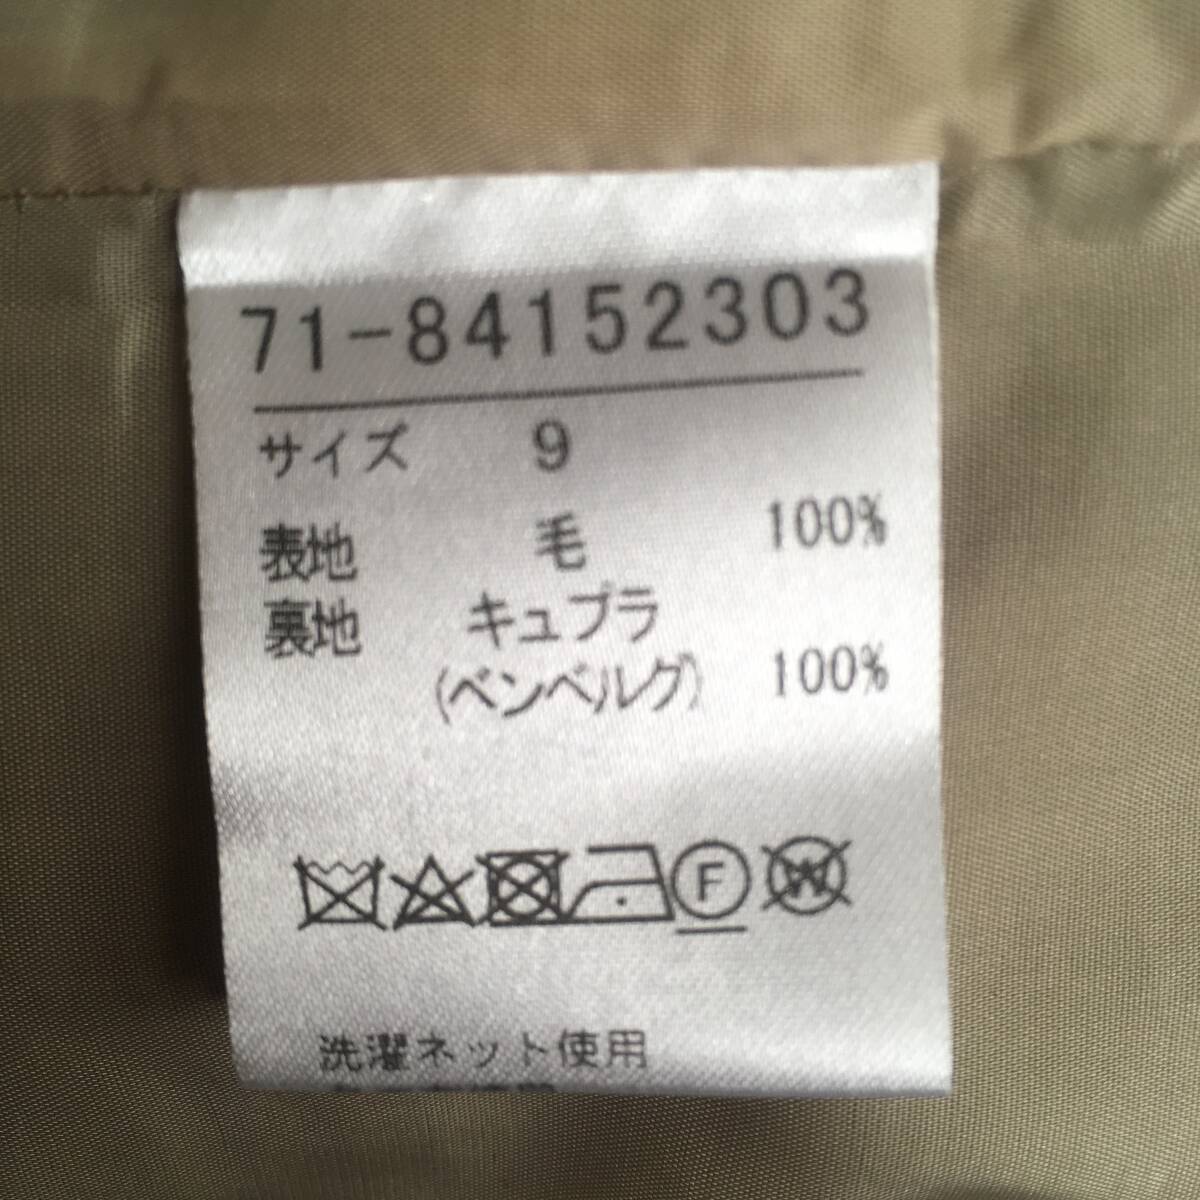 71-84152303
サイズ 9
表地 毛 100%
裏地 キュプラ
(ベンベルグ) 100%
F W
洗濯ネット使用